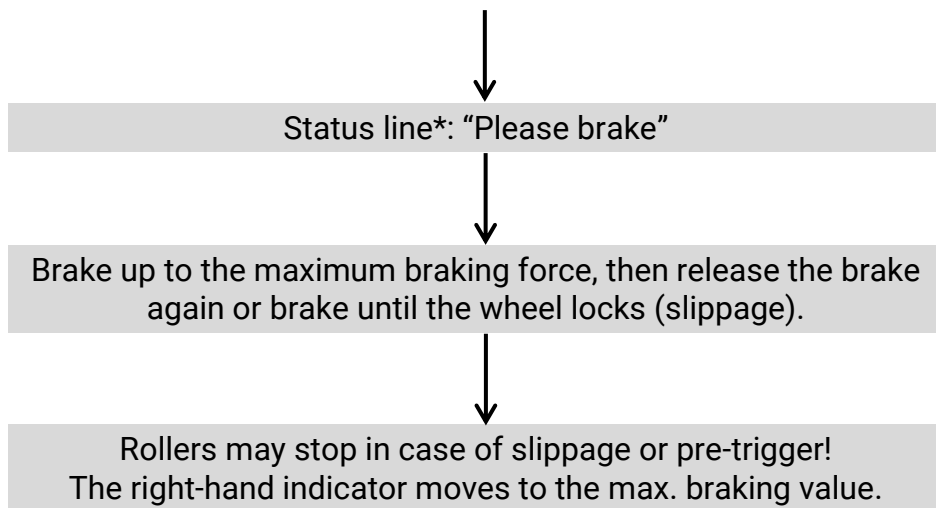 Status line*: “Please brake”
Brake up to the maximum braking force, then release the brake
again or brake until the wheel locks (slippage).
Rollers may stop in case of slippage or pre-trigger!
The right-hand indicator moves to the max. braking value.